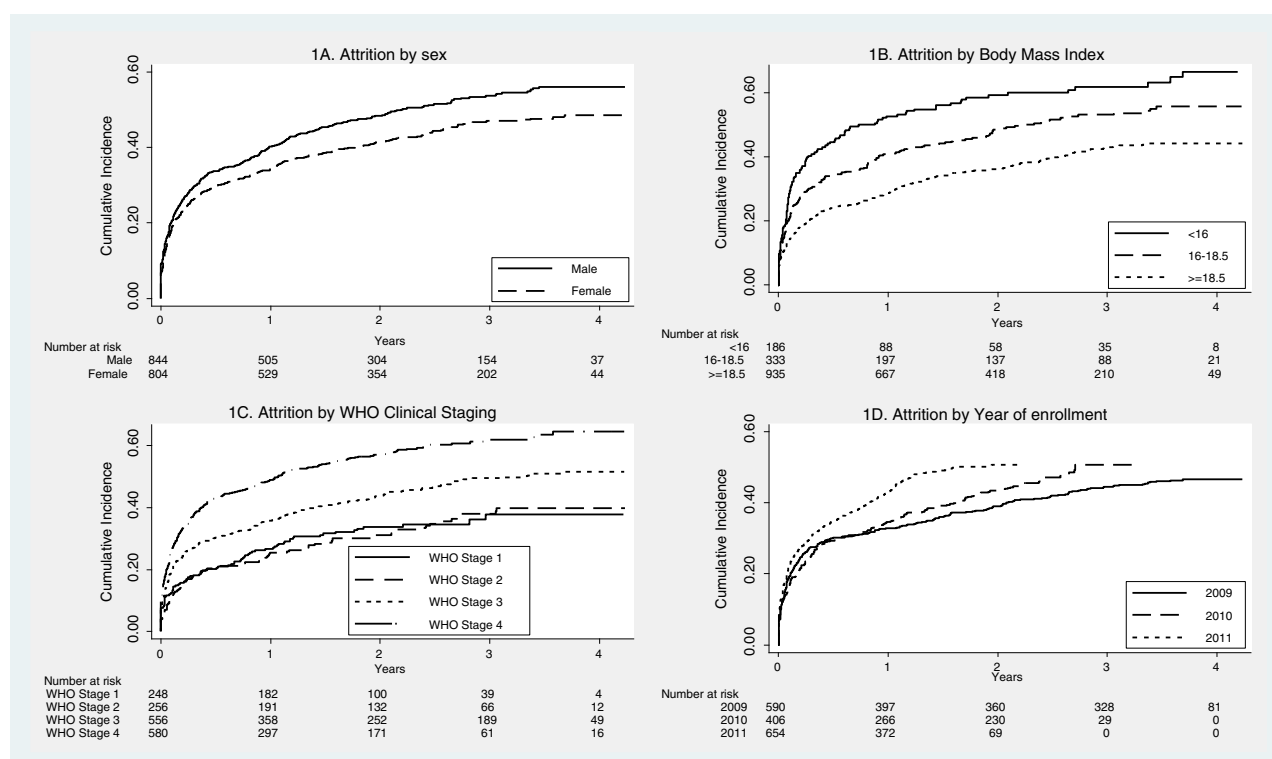 1A. Attrition by sex
Cumulative Incidence
0.00 0.20 0.40 0.60
Male
Female
0 1 2 3 4
Years
Number at risk
Male 844 505 304 154 37
Female 804 529 354 202 44
1B. Attrition by Body Mass Index
Cumulative Incidence
0.00 0.20 0.40 0.60
<16
16-18.5
>=18.5
0 1 2 3 4
Years
Number at risk
<16 186 88 58 35 8
16-18.5 333 197 137 88 21
>=18.5 935 667 418 210 49
1C. Attrition by WHO Clinical Staging
Cumulative Incidence
0.00 0.20 0.40 0.60
WHO Stage 1
WHO Stage 2
WHO Stage 3
WHO Stage 4
0 1 2 3 4
Years
Number at risk
WHO Stage 1 248 182 100 39 4
WHO Stage 2 256 191 132 66 12
WHO Stage 3 556 358 252 189 49
WHO Stage 4 580 297 171 61 16
1D. Attrition by Year of enrollment
Cumulative Incidence
0.00 0.20 0.40 0.60
2009
2010
2011
0 1 2 3 4
Years
Number at risk
2009 590 397 360 328 81
2010 406 266 230 29 0
2011 654 372 69 0 0